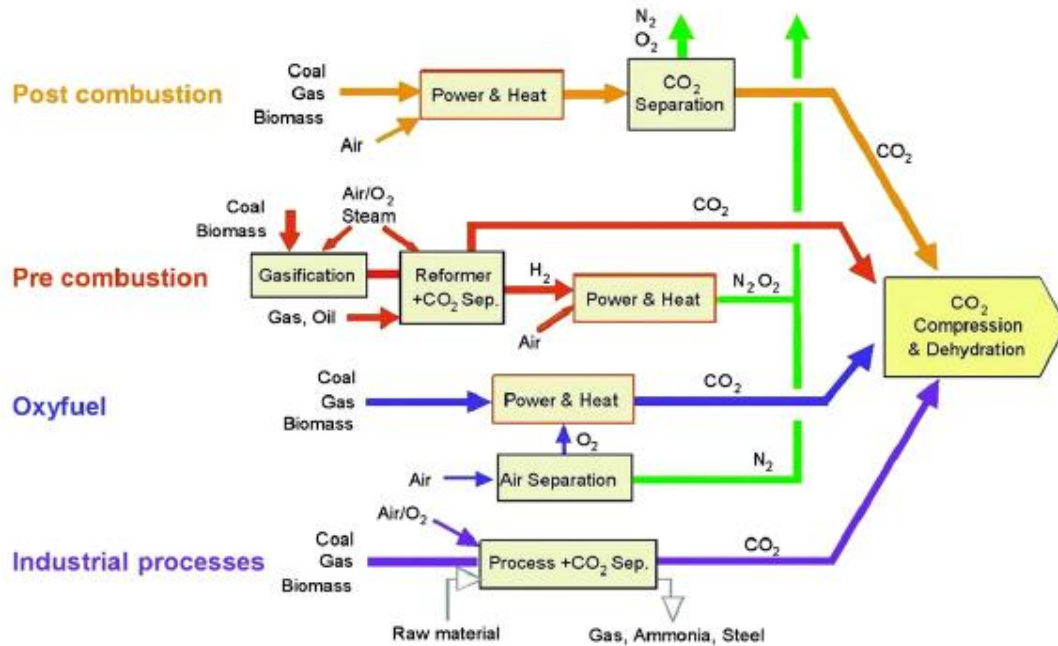 N₂
O₂
Coal
Gas
Biomass
Post combustion
Power & Heat
CO₂
Separation
Air
CO₂
Air/O₂
Steam
Coal
Biomass
CO₂
Pre combustion
Gasification
Reformer
+CO₂ Sep.
H₂
Power & Heat
N₂O₂
Gas, Oil
Air
CO₂
Compression
& Dehydration
Coal
Gas
Biomass
Oxyfuel
Power & Heat
CO₂
O₂
Air
Air Separation
N₂
Air/O₂
Coal
Gas
Biomass
Industrial processes
Process +CO₂ Sep.
CO₂
Raw material
Gas, Ammonia, Steel